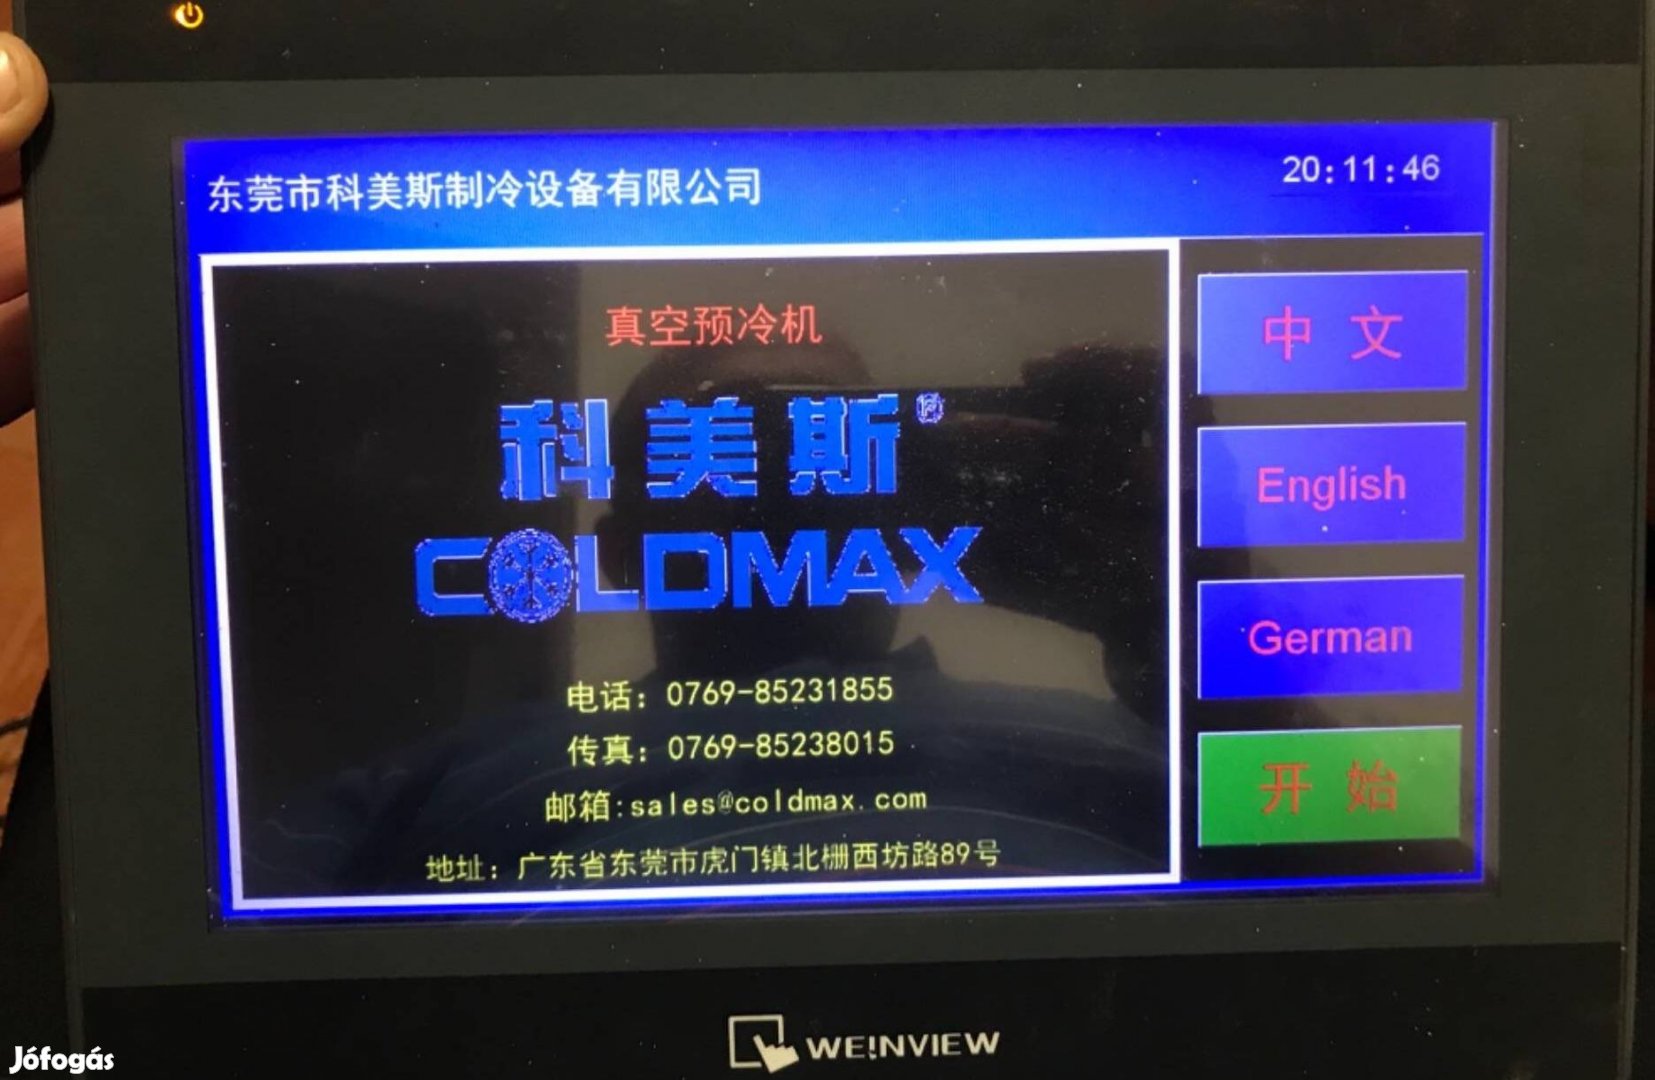 东莞市科美斯制冷设备有限公司
20:11:46
真空预冷机
科美斯®
COLDMAX
电话：0769-85231855
传真：0769-85238015
邮箱:sales@coldmax.com
地址：广东省东莞市虎门镇北栅西坊路89号
中 文
English
German
开 始
WE!NVIEW
Jófogás